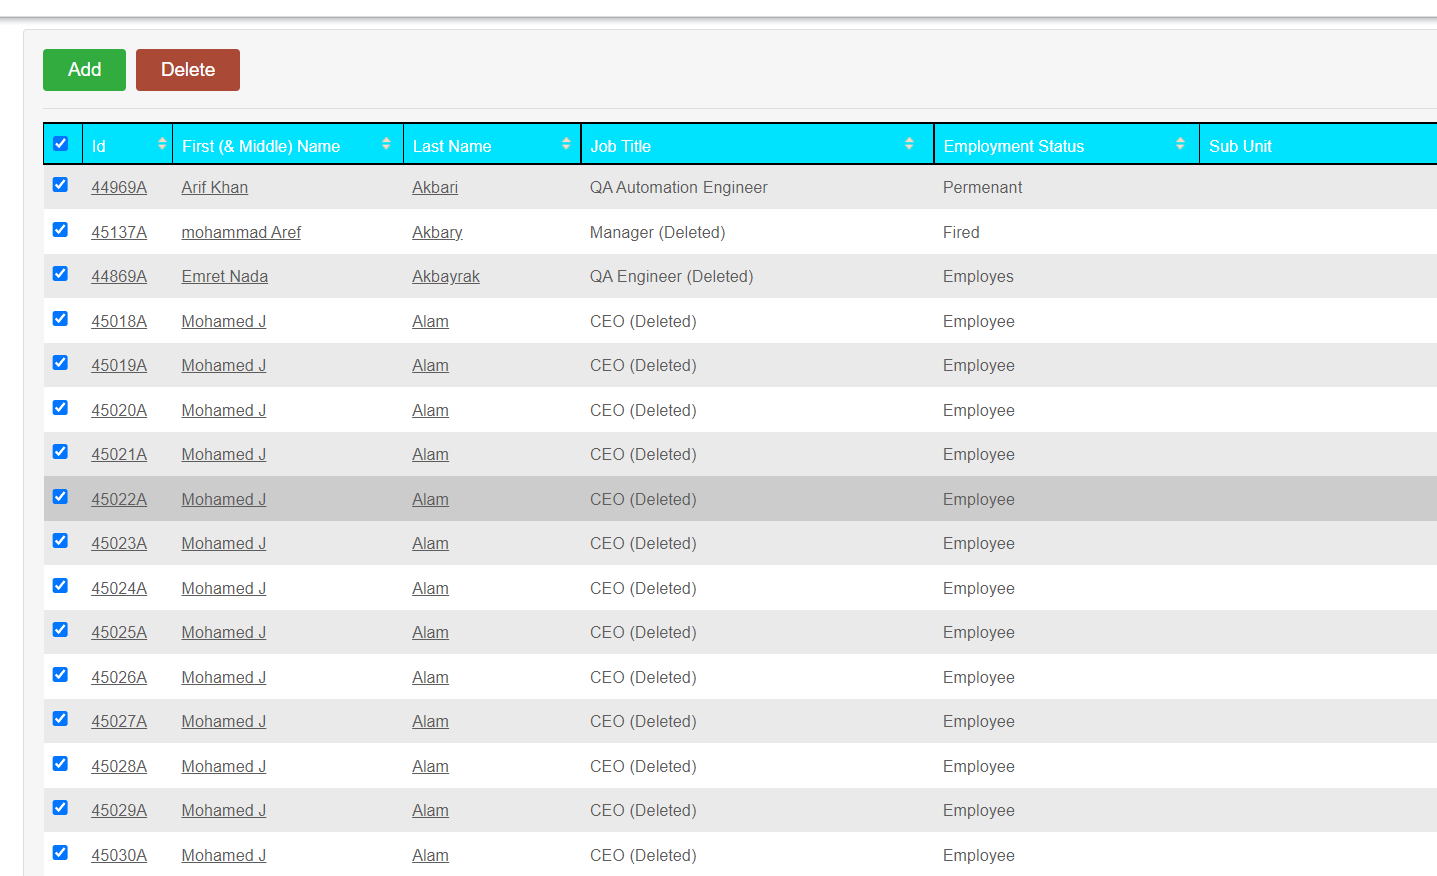 Add Delete
Id First (& Middle) Name Last Name Job Title Employment Status Sub Unit
44969A Arif Khan Akbari QA Automation Engineer Permenant
45137A mohammad Aref Akbary Manager (Deleted) Fired
44869A Emret Nada Akbayrak QA Engineer (Deleted) Employes
45018A Mohamed J Alam CEO (Deleted) Employee
45019A Mohamed J Alam CEO (Deleted) Employee
45020A Mohamed J Alam CEO (Deleted) Employee
45021A Mohamed J Alam CEO (Deleted) Employee
45022A Mohamed J Alam CEO (Deleted) Employee
45023A Mohamed J Alam CEO (Deleted) Employee
45024A Mohamed J Alam CEO (Deleted) Employee
45025A Mohamed J Alam CEO (Deleted) Employee
45026A Mohamed J Alam CEO (Deleted) Employee
45027A Mohamed J Alam CEO (Deleted) Employee
45028A Mohamed J Alam CEO (Deleted) Employee
45029A Mohamed J Alam CEO (Deleted) Employee
45030A Mohamed J Alam CEO (Deleted) Employee